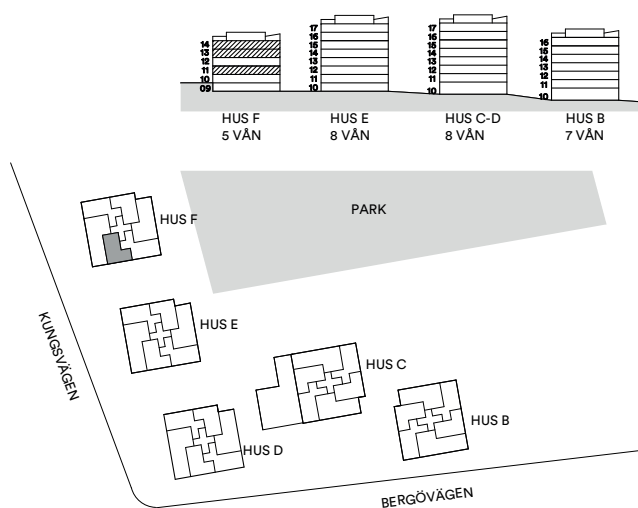 14
13
12
11
10
09
17
16
15
14
13
12
11
10
17
16
15
14
13
12
11
10
16
15
14
13
12
11
10
HUS F
5 VÅN
HUS E
8 VÅN
HUS C-D
8 VÅN
HUS B
7 VÅN
PARK
HUS F
HUS E
HUS C
HUS B
HUS D
KUNGSVÄGEN
BERGÖVÄGEN